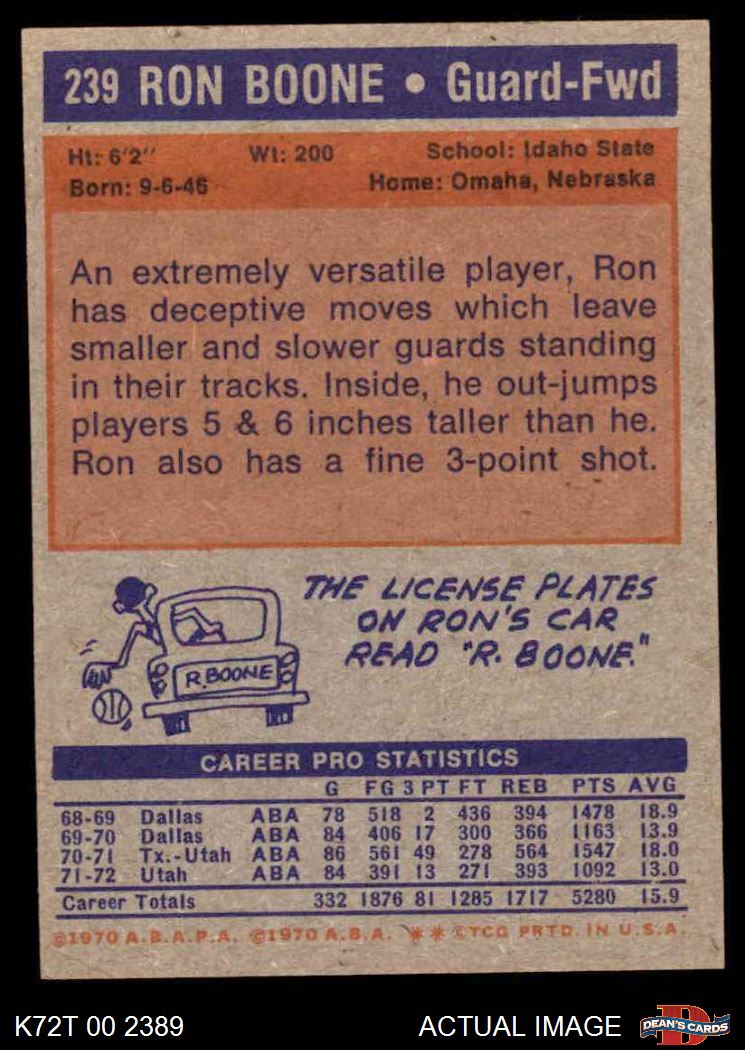 239 RON BOONE • Guard-Fwd
Ht: 6'2" Wt: 200 School: Idaho State
Born: 9-6-46 Home: Omaha, Nebraska
An extremely versatile player, Ron
has deceptive moves which leave
smaller and slower guards standing
in their tracks. Inside, he out-jumps
players 5 & 6 inches taller than he.
Ron also has a fine 3-point shot.
THE LICENSE PLATES
ON RON'S CAR
READ "R. BOONE."
R. BOONE
CAREER PRO STATISTICS
G FG 3 PT FT REB PTS AVG
68-69 Dallas ABA 78 518 2 436 394 1478 18.9
69-70 Dallas ABA 84 406 17 300 366 1163 13.9
70-71 Tx.-Utah ABA 86 561 49 278 564 1547 18.0
71-72 Utah ABA 84 391 13 271 393 1092 13.0
Career Totals 332 1876 81 1285 1717 5280 15.9
©1970 A.B.A.P.A. ©1970 A.B.A. ** ©TCG PRTD. IN U.S.A.
K72T 00 2389 ACTUAL IMAGE D DEAN'S CARDS